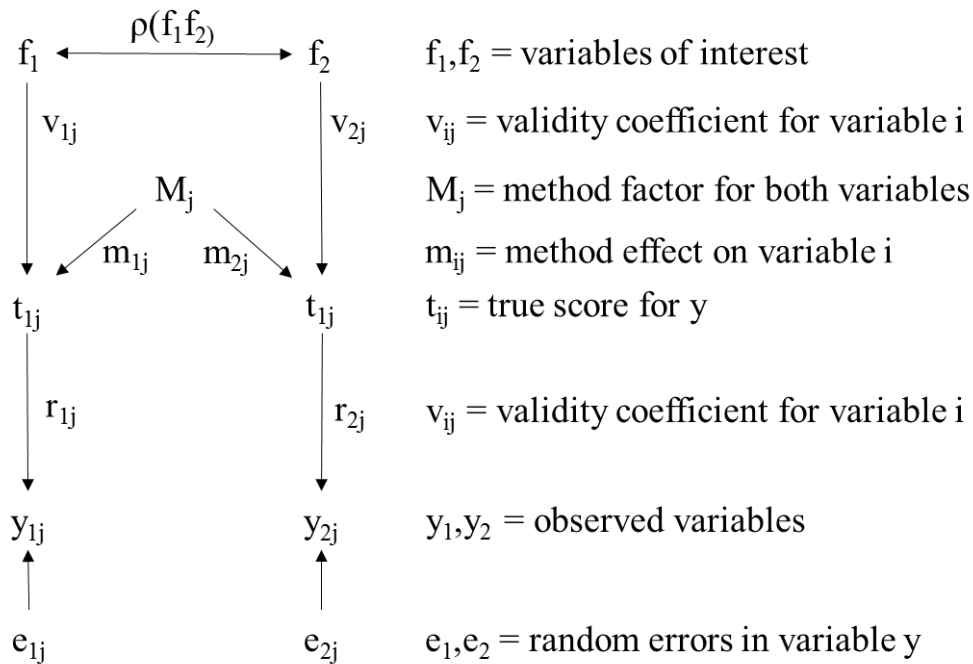 ρ(f₁f₂₎
f₁ f₂ f₁,f₂ = variables of interest
v₁ⱼ v₂ⱼ vᵢⱼ = validity coefficient for variable i
Mⱼ Mⱼ = method factor for both variables
m₁ⱼ m₂ⱼ mᵢⱼ = method effect on variable i
t₁ⱼ t₁ⱼ tᵢⱼ = true score for y
r₁ⱼ r₂ⱼ vᵢⱼ = validity coefficient for variable i
y₁ⱼ y₂ⱼ y₁,y₂ = observed variables
e₁ⱼ e₂ⱼ e₁,e₂ = random errors in variable y